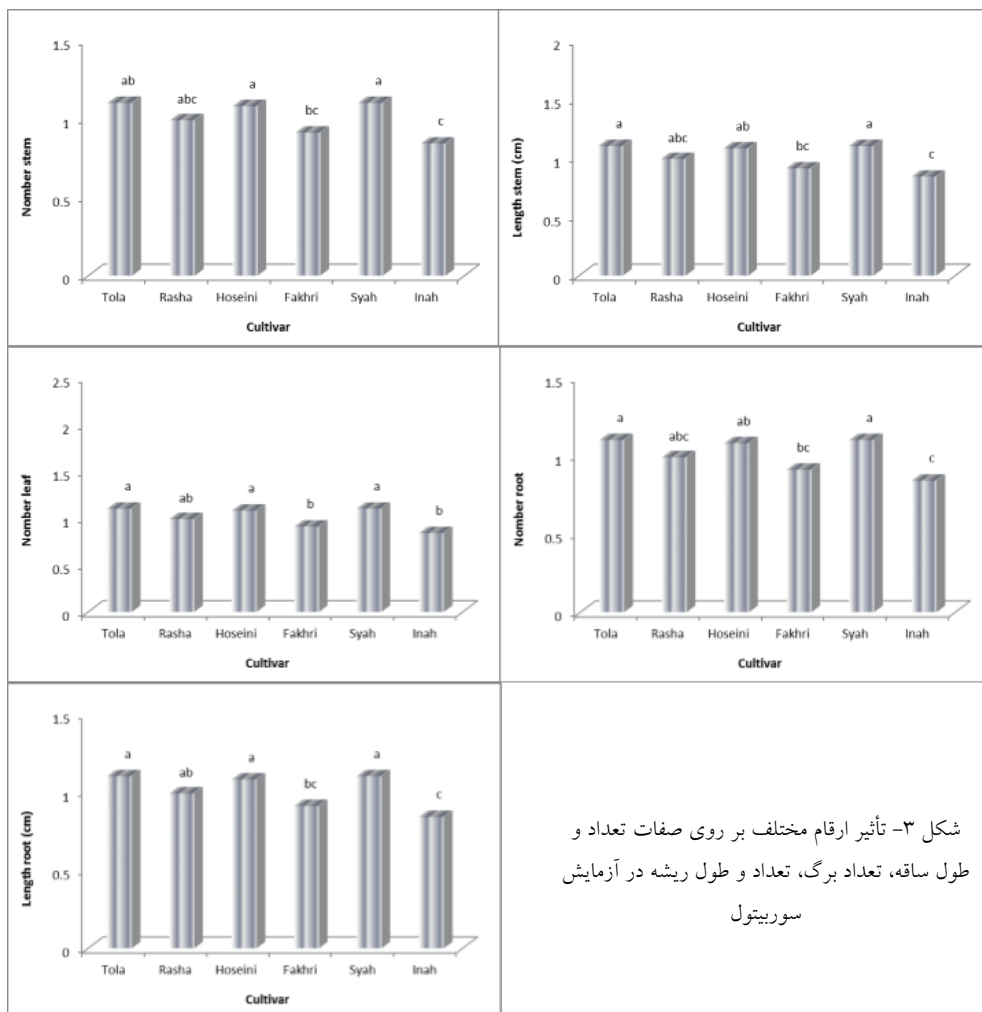 1.5
1
0.5
0
Nomber stem
ab abc a bc a c
Tola Rasha Hoseini Fakhri Syah Inah
Cultivar
2
1.5
1
0.5
0
Length stem (cm)
a abc ab bc a c
Tola Rasha Hoseini Fakhri Syah Inah
Cultivar
2.5
2
1.5
1
0.5
0
Nomber leaf
a ab a b a b
Tola Rasha Hoseini Fakhri Syah Inah
Cultivar
1.5
1
0.5
0
Nomber root
a abc ab bc a c
Tola Rasha Hoseini Fakhri Syah Inah
Cultivar
1.5
1
0.5
0
Length root (cm)
a ab a bc a c
Tola Rasha Hoseini Fakhri Syah Inah
Cultivar
شکل ۳- تأثیر ارقام مختلف بر روی صفات تعداد و
طول ساقه، تعداد برگ، تعداد و طول ریشه در آزمایش
سوربیتول